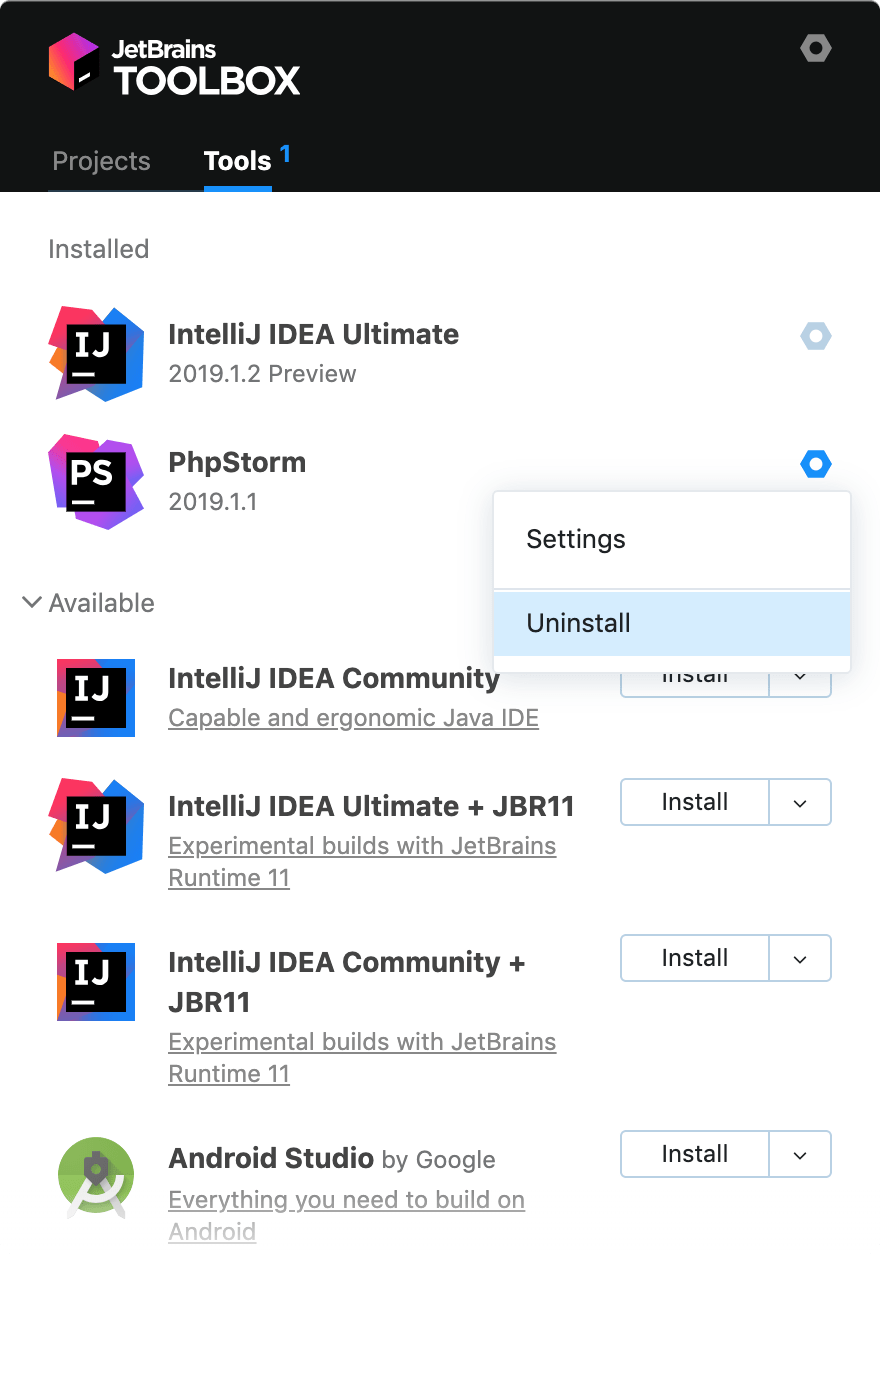 JetBrains
TOOLBOX
Projects
Tools 1
Installed
IJ
IntelliJ IDEA Ultimate
2019.1.2 Preview
PS
PhpStorm
2019.1.1
Settings
Uninstall
Available
IJ
IntelliJ IDEA Community
Capable and ergonomic Java IDE
Install
IJ
IntelliJ IDEA Ultimate + JBR11
Experimental builds with JetBrains
Runtime 11
Install
IJ
IntelliJ IDEA Community +
JBR11
Experimental builds with JetBrains
Runtime 11
Install
Android Studio by Google
Everything you need to build on
Android
Install